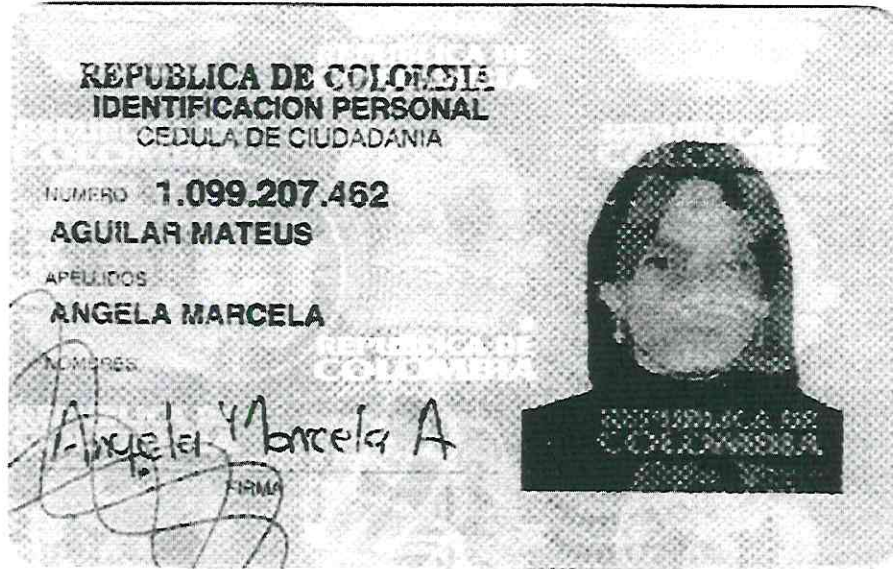 REPUBLICA DE COLOMBIA
IDENTIFICACION PERSONAL
CEDULA DE CIUDADANIA
NUMERO 1.099.207.462
AGUILAR MATEUS
APELLIDOS
ANGELA MARCELA
NOMBRES
Angela Marcela A
FIRMA
REPUBLICA DE
COLOMBIA
REPUBLICA DE
COLOMBIA